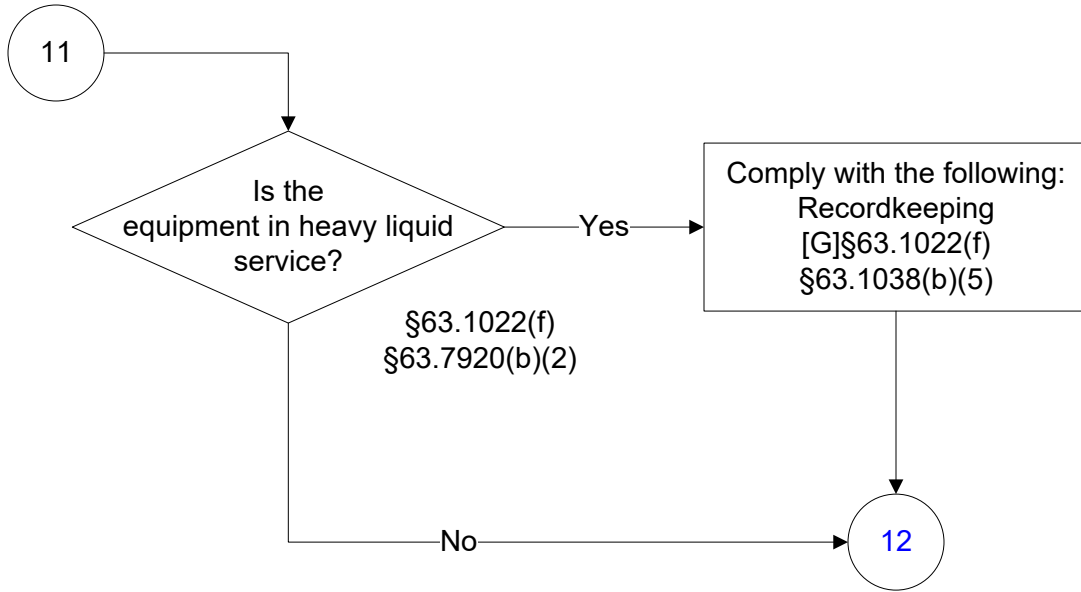 11
Is the
equipment in heavy liquid
service?
Yes
Comply with the following:
Recordkeeping
[G]§63.1022(f)
§63.1038(b)(5)
§63.1022(f)
§63.7920(b)(2)
No
12